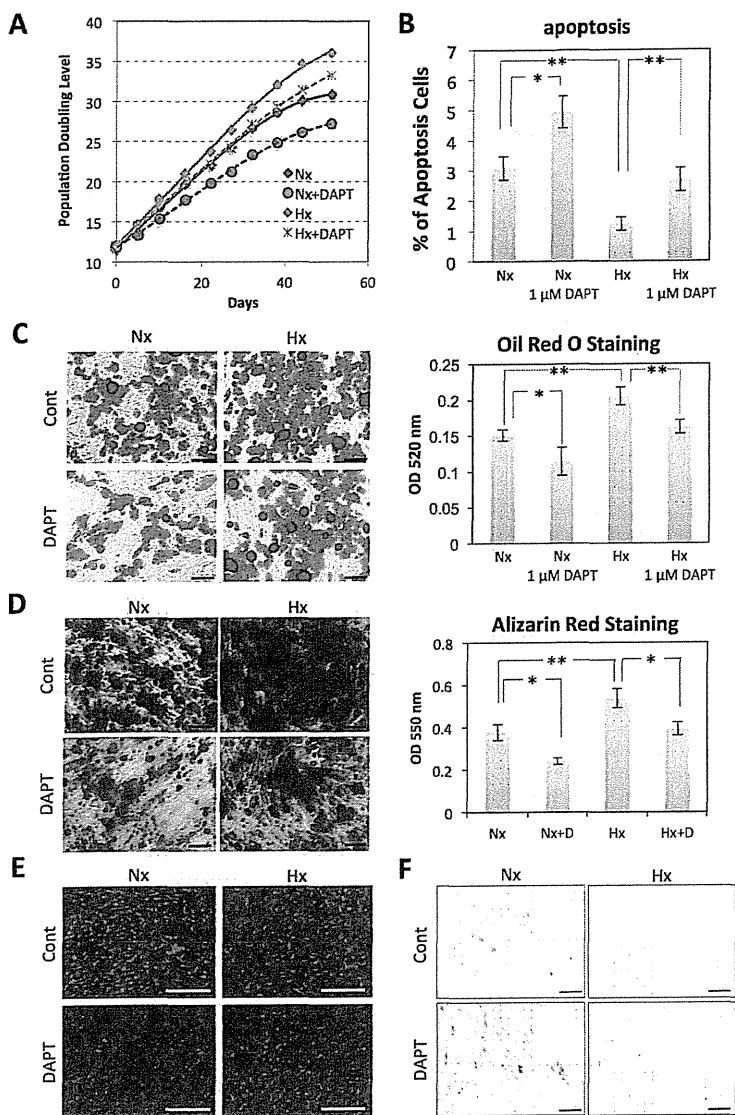 A
Population Doubling Level
40
35
30
25
20
15
10
0
20
40
60
Days
Nx
Nx+DAPT
Hx
Hx+DAPT
B
apoptosis
% of Apoptosis Cells
7
6
5
4
3
2
1
0
**
*
**
Nx
Nx
1 µM DAPT
Hx
Hx
1 µM DAPT
C
Nx
Hx
Cont
DAPT
Oil Red O Staining
OD 520 nm
0.25
0.2
0.15
0.1
0.05
0
**
*
**
Nx
Nx
1 µM DAPT
Hx
Hx
1 µM DAPT
D
Nx
Hx
Cont
DAPT
Alizarin Red Staining
OD 550 nm
0.8
0.6
0.4
0.2
0
**
*
*
Nx
Nx+D
Hx
Hx+D
E
Nx
Hx
Cont
DAPT
F
Nx
Hx
Cont
DAPT